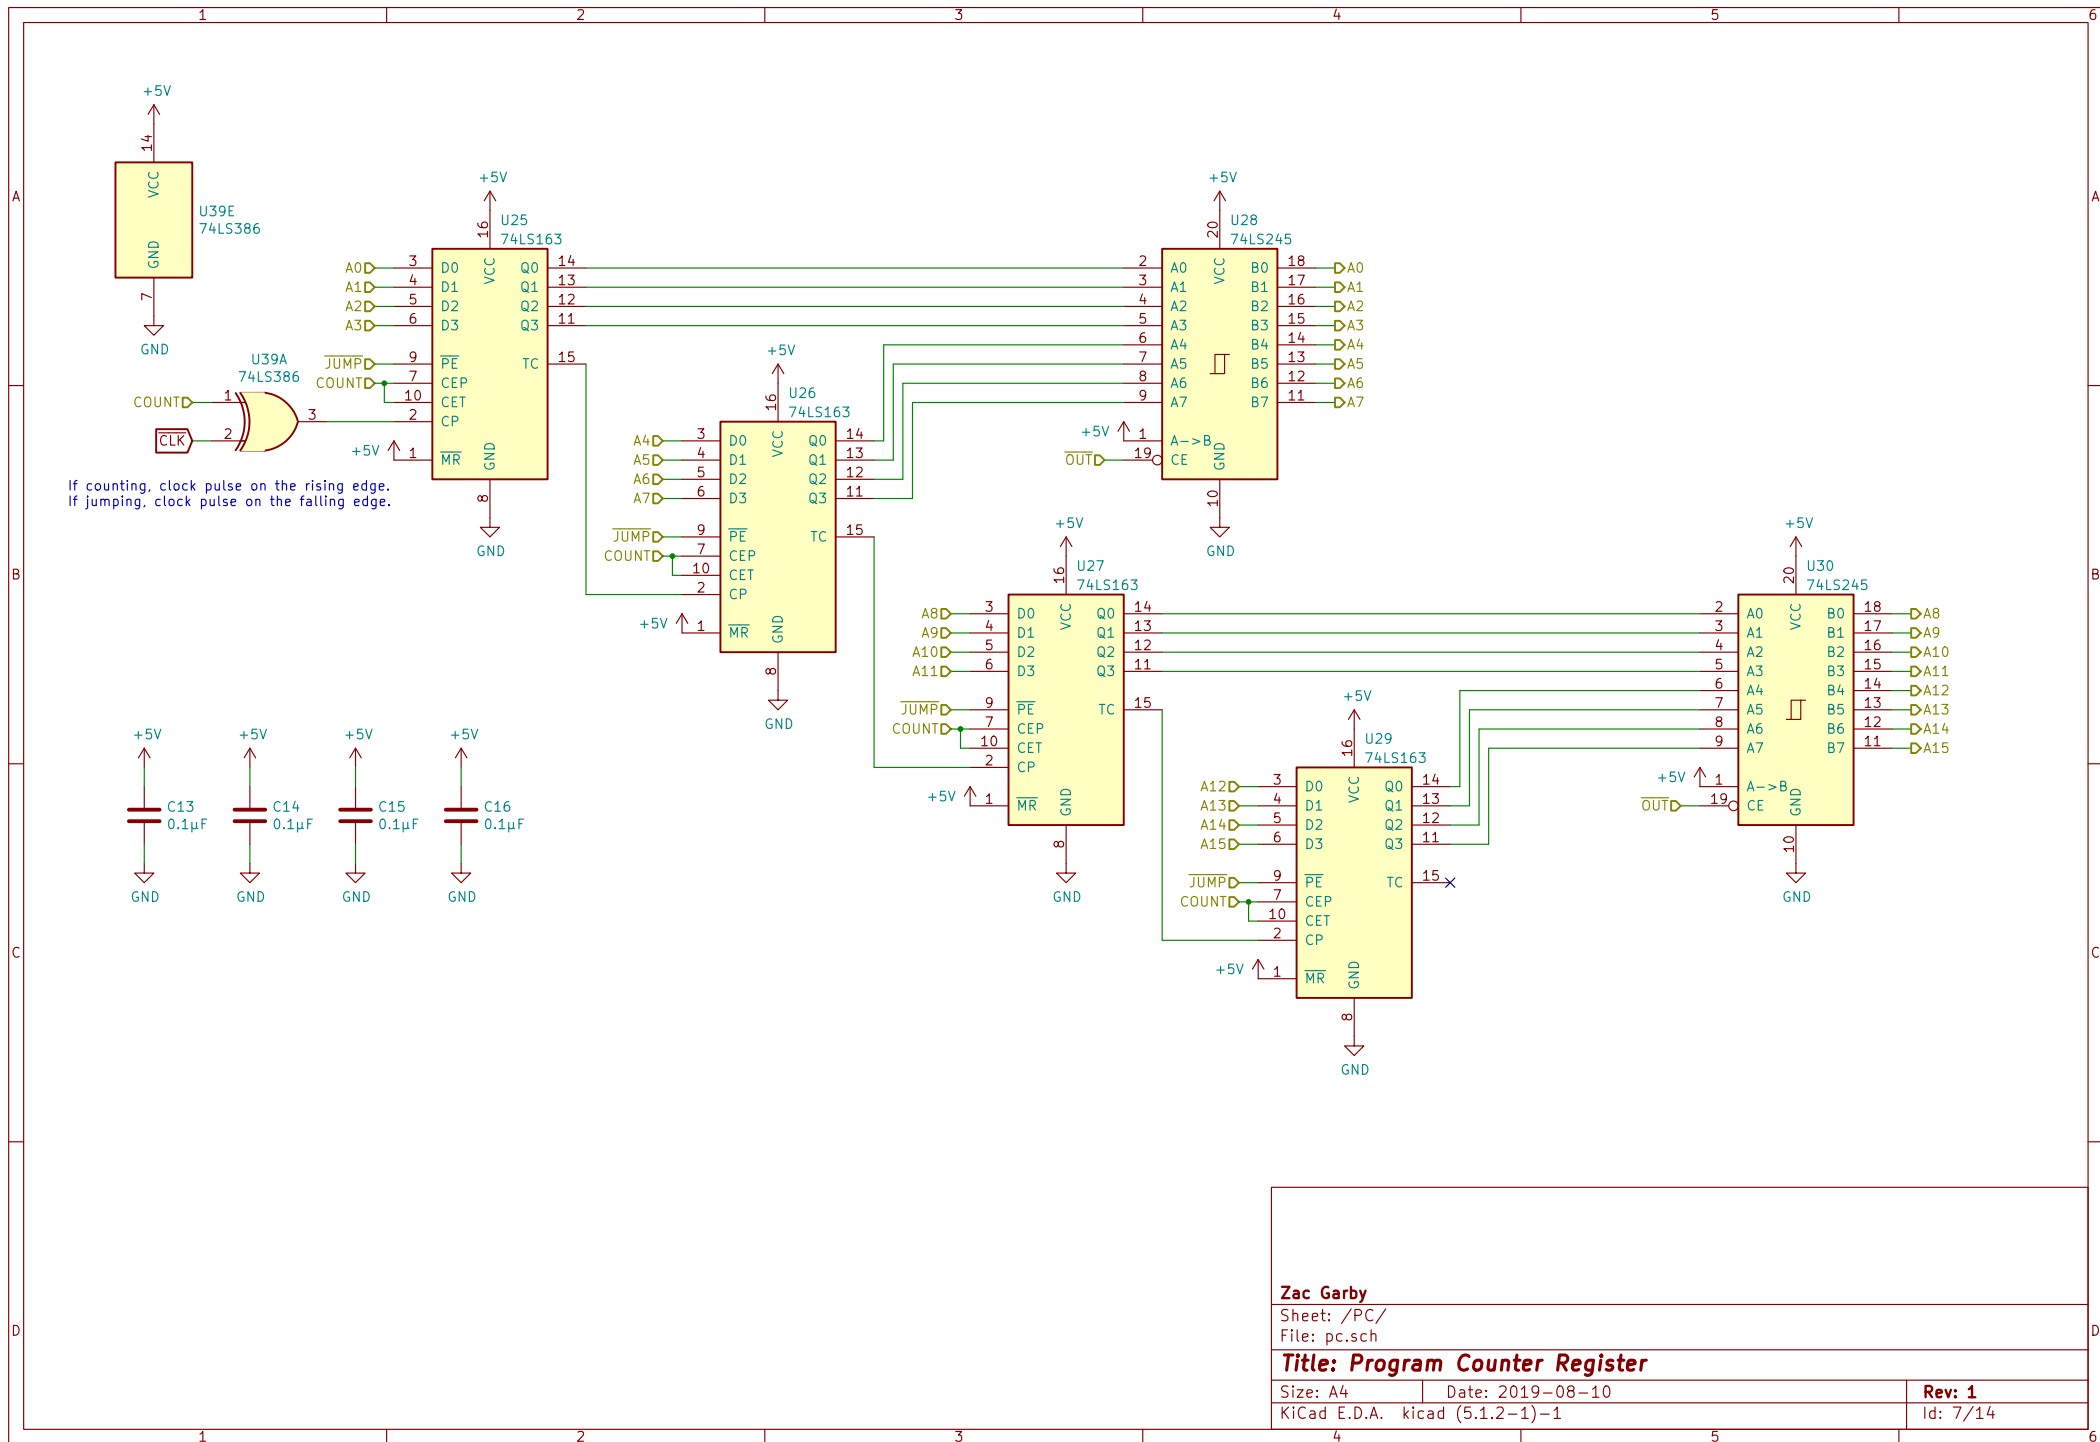 1 2 3 4 5 6
A
B
C
D
A
B
C
D
+5V
14
VCC
GND
7
GND
U39E
74LS386
U39A
74LS386
COUNT 1
CLK 2
3
If counting, clock pulse on the rising edge.
If jumping, clock pulse on the falling edge.
+5V
16
U25
74LS163
VCC
A0 3 D0 Q0 14
A1 4 D1 Q1 13
A2 5 D2 Q2 12
A3 6 D3 Q3 11
JUMP 9 PE TC 15
COUNT 7 CEP
10 CET
2 CP
+5V 1 MR
GND
8
GND
+5V
16
U26
74LS163
VCC
A4 3 D0 Q0 14
A5 4 D1 Q1 13
A6 5 D2 Q2 12
A7 6 D3 Q3 11
JUMP 9 PE TC 15
COUNT 7 CEP
10 CET
2 CP
+5V 1 MR
GND
8
GND
+5V
20
U28
74LS245
VCC
2 A0 B0 18 A0
3 A1 B1 17 A1
4 A2 B2 16 A2
5 A3 B3 15 A3
6 A4 B4 14 A4
7 A5 B5 13 A5
8 A6 B6 12 A6
9 A7 B7 11 A7
+5V 1 A->B
OUT 19 CE
GND
10
GND
+5V
16
U27
74LS163
VCC
A8 3 D0 Q0 14
A9 4 D1 Q1 13
A10 5 D2 Q2 12
A11 6 D3 Q3 11
JUMP 9 PE TC 15
COUNT 7 CEP
10 CET
2 CP
+5V 1 MR
GND
8
GND
+5V
16
U29
74LS163
VCC
A12 3 D0 Q0 14
A13 4 D1 Q1 13
A14 5 D2 Q2 12
A15 6 D3 Q3 11
JUMP 9 PE TC 15
COUNT 7 CEP
10 CET
2 CP
+5V 1 MR
GND
8
GND
+5V
20
U30
74LS245
VCC
2 A0 B0 18 A8
3 A1 B1 17 A9
4 A2 B2 16 A10
5 A3 B3 15 A11
6 A4 B4 14 A12
7 A5 B5 13 A13
8 A6 B6 12 A14
9 A7 B7 11 A15
+5V 1 A->B
OUT 19 CE
GND
10
GND
+5V +5V +5V +5V
C13 C14 C15 C16
0.1µF 0.1µF 0.1µF 0.1µF
GND GND GND GND
Zac Garby
Sheet: /PC/
File: pc.sch
Title: Program Counter Register
Size: A4 Date: 2019-08-10 Rev: 1
KiCad E.D.A. kicad (5.1.2-1)-1 Id: 7/14
1 2 3 4 5 6